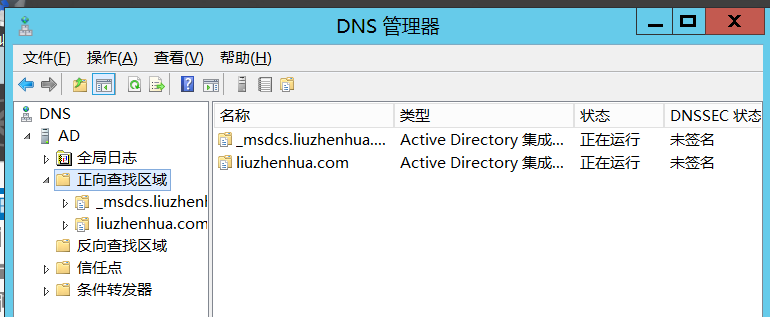 DNS 管理器
文件(F) 操作(A) 查看(V) 帮助(H)
DNS
AD
全局日志
正向查找区域
_msdcs.liuzhenh
liuzhenhua.com
反向查找区域
信任点
条件转发器
名称 类型 状态 DNSSEC 状态
_msdcs.liuzhenhua.... Active Directory 集成... 正在运行 未签名
liuzhenhua.com Active Directory 集成... 正在运行 未签名